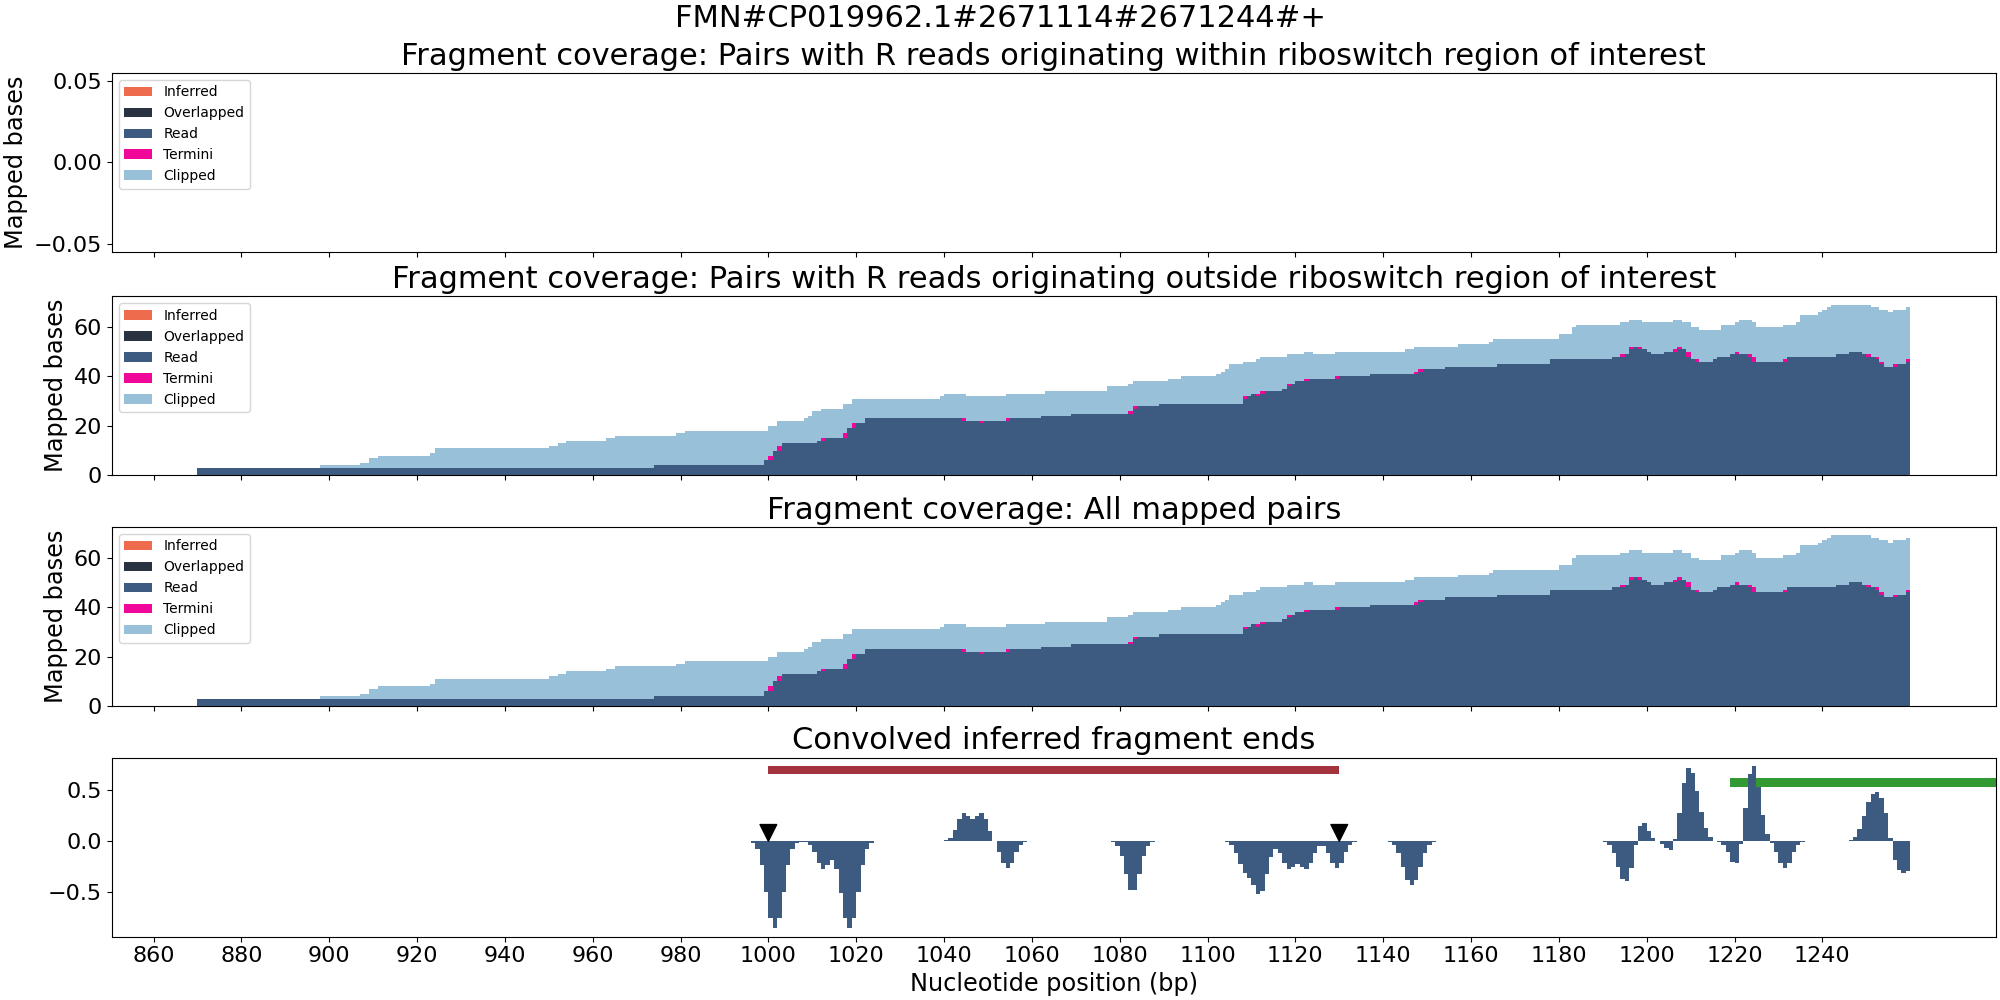 FMN#CP019962.1#2671114#2671244#+
Fragment coverage: Pairs with R reads originating within riboswitch region of interest
Mapped bases
0.05
0.00
−0.05
Inferred
Overlapped
Read
Termini
Clipped
Fragment coverage: Pairs with R reads originating outside riboswitch region of interest
Mapped bases
60
40
20
0
Inferred
Overlapped
Read
Termini
Clipped
Fragment coverage: All mapped pairs
Mapped bases
60
40
20
0
Inferred
Overlapped
Read
Termini
Clipped
Convolved inferred fragment ends
0.5
0.0
−0.5
860 880 900 920 940 960 980 1000 1020 1040 1060 1080 1100 1120 1140 1160 1180 1200 1220 1240
Nucleotide position (bp)